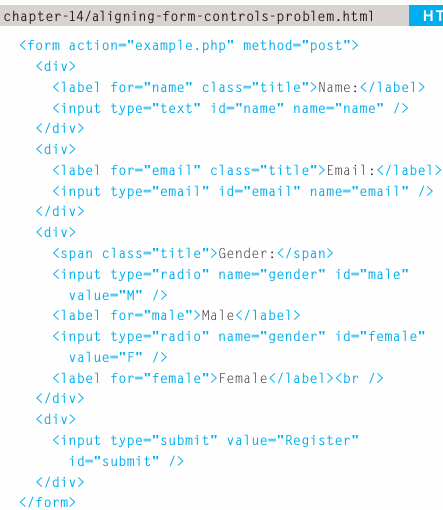 chapter-14/aligning-form-controls-problem.html HT
<form action="example.php" method="post">
<div>
<label for="name" class="title">Name:</label>
<input type="text" id="name" name="name" />
</div>
<div>
<label for="email" class="title">Email:</label>
<input type="email" id="email" name="email" />
</div>
<div>
<span class="title">Gender:</span>
<input type="radio" name="gender" id="male"
value="M" />
<label for="male">Male</label>
<input type="radio" name="gender" id="female"
value="F" />
<label for="female">Female</label><br />
</div>
<div>
<input type="submit" value="Register"
id="submit" />
</div>
</form>